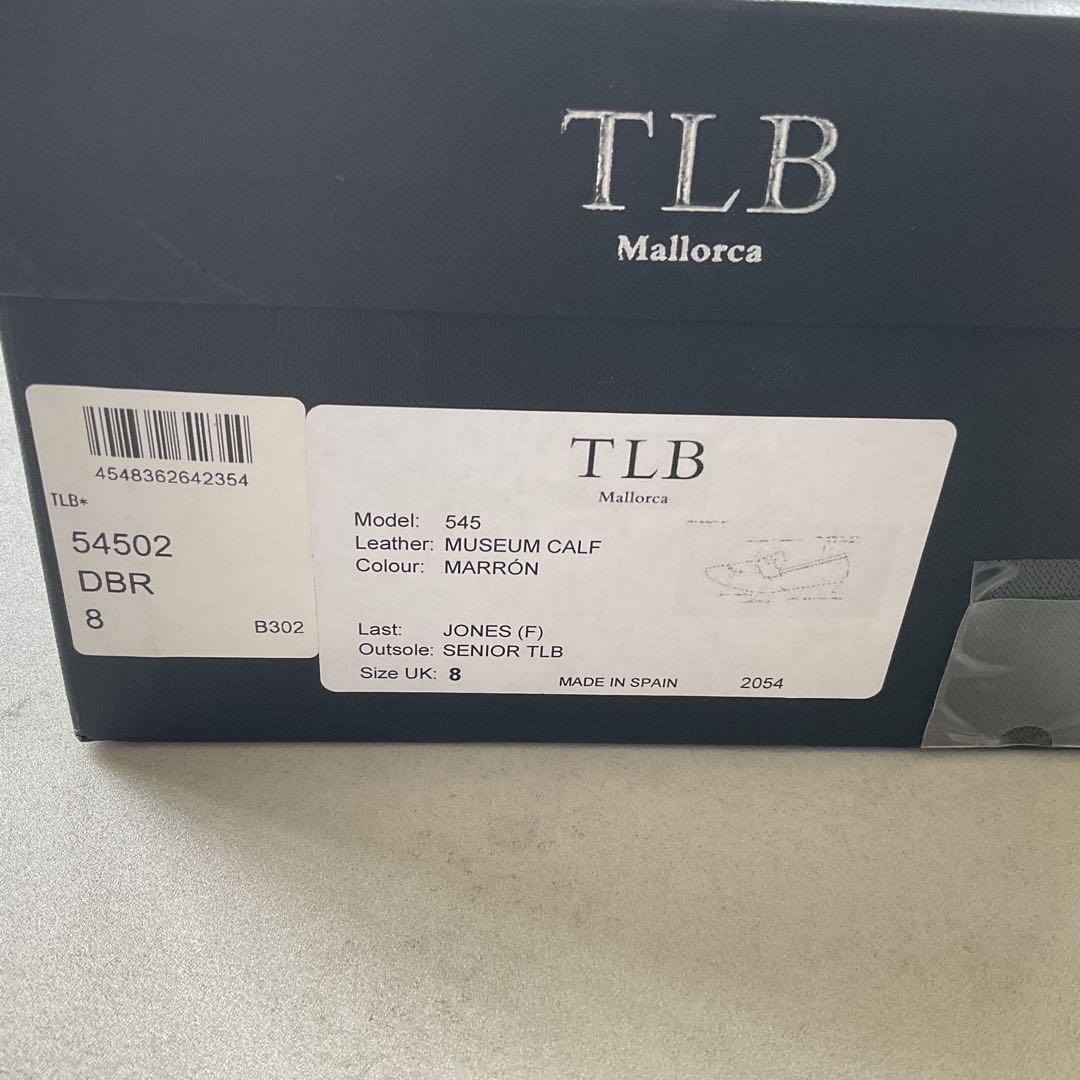 TLB
Mallorca
4548362642354
TLB*
54502
DBR
8
B302
TLB
Mallorca
Model: 545
Leather: MUSEUM CALF
Colour: MARRÓN
Last: JONES (F)
Outsole: SENIOR TLB
Size UK: 8
MADE IN SPAIN 2054